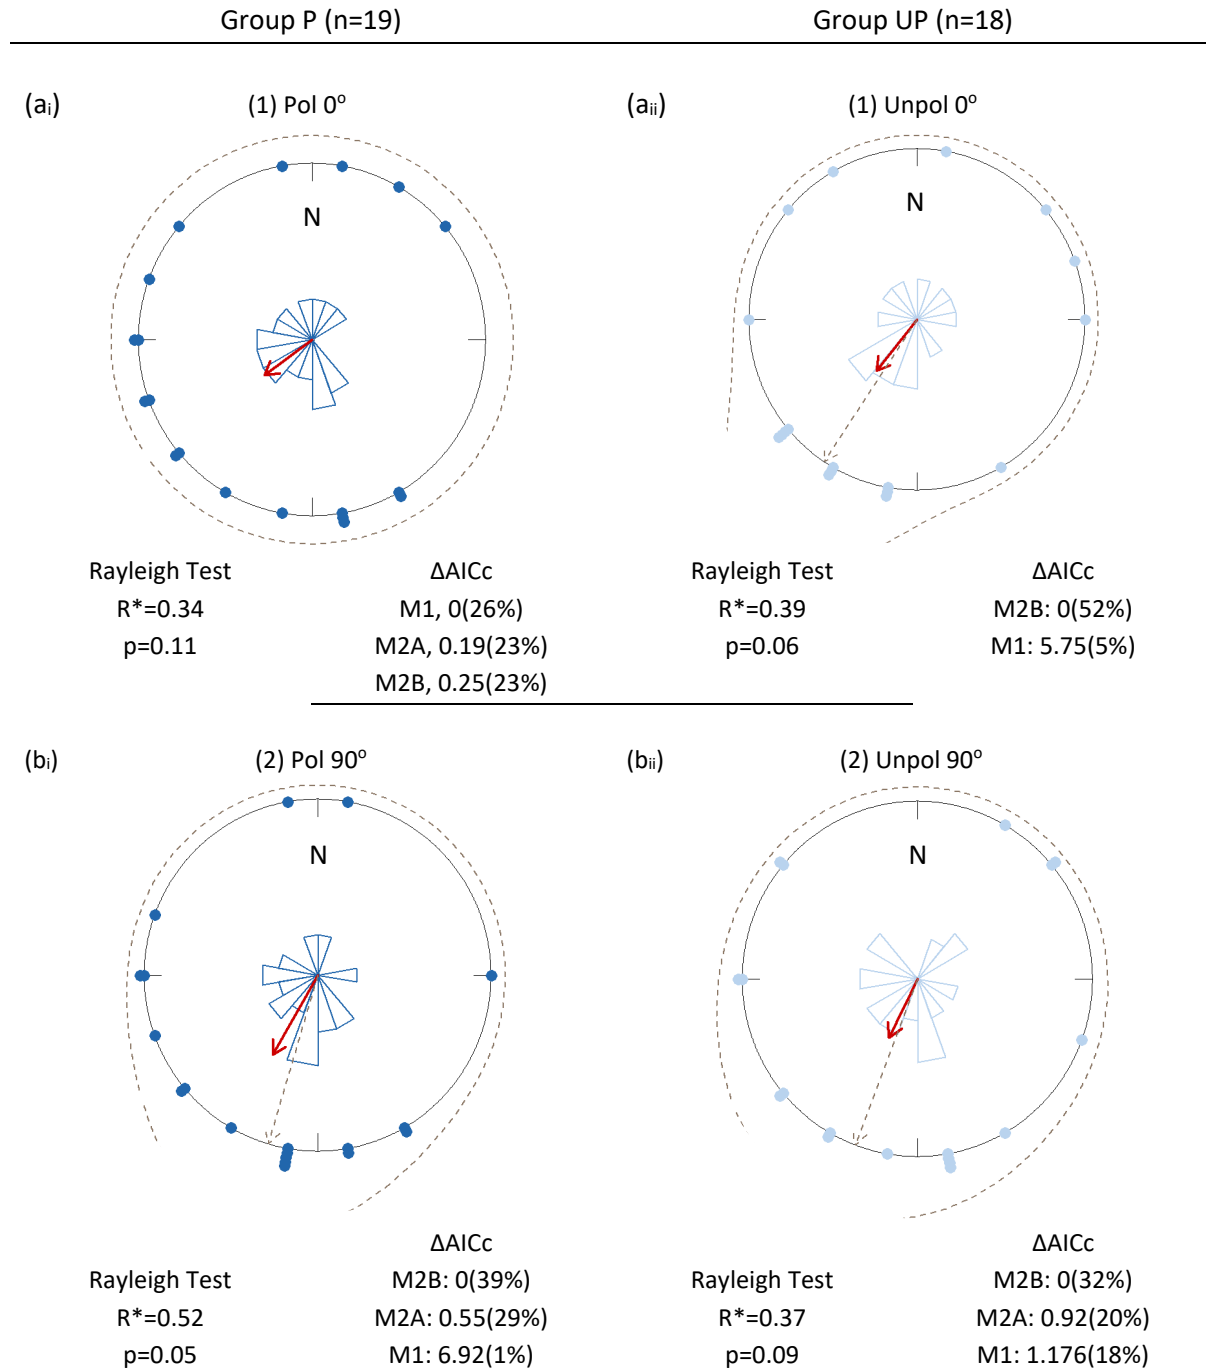 Group P (n=19)
Group UP (n=18)
(ai)
(1) Pol 0°
N
Rayleigh Test
R*=0.34
p=0.11
ΔAICc
M1, 0(26%)
M2A, 0.19(23%)
M2B, 0.25(23%)
(aii)
(1) Unpol 0°
N
Rayleigh Test
R*=0.39
p=0.06
ΔAICc
M2B: 0(52%)
M1: 5.75(5%)
(bi)
(2) Pol 90°
N
Rayleigh Test
R*=0.52
p=0.05
ΔAICc
M2B: 0(39%)
M2A: 0.55(29%)
M1: 6.92(1%)
(bii)
(2) Unpol 90°
N
Rayleigh Test
R*=0.37
p=0.09
ΔAICc
M2B: 0(32%)
M2A: 0.92(20%)
M1: 1.176(18%)